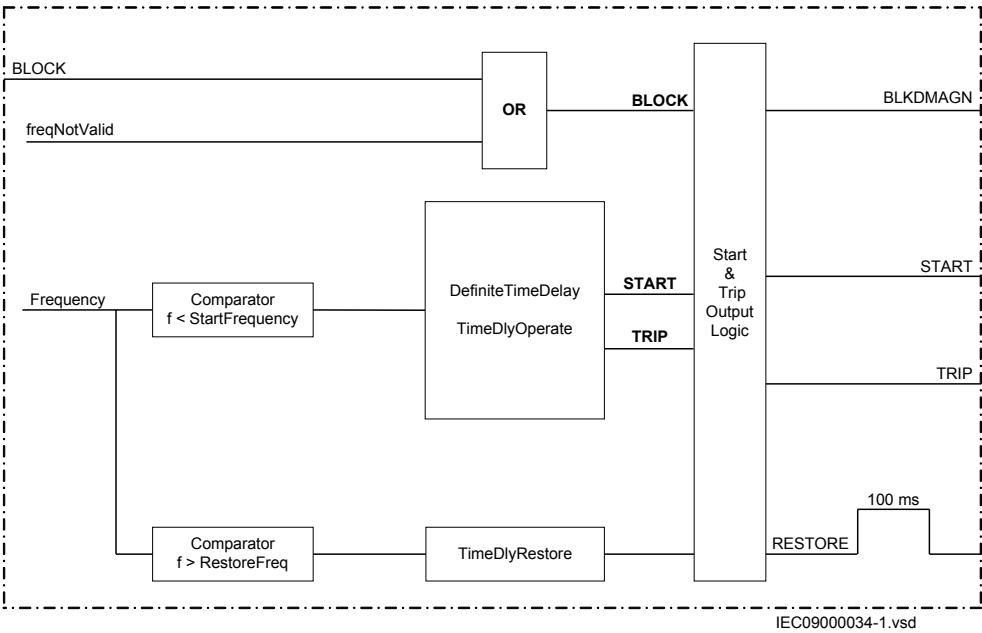 BLOCK
freqNotValid
OR
BLOCK
BLKDMAGN
Frequency
Comparator
f < StartFrequency
DefiniteTimeDelay
TimeDlyOperate
START
TRIP
Start
&
Trip
Output
Logic
START
TRIP
Comparator
f > RestoreFreq
TimeDlyRestore
RESTORE
100 ms
IEC09000034-1.vsd